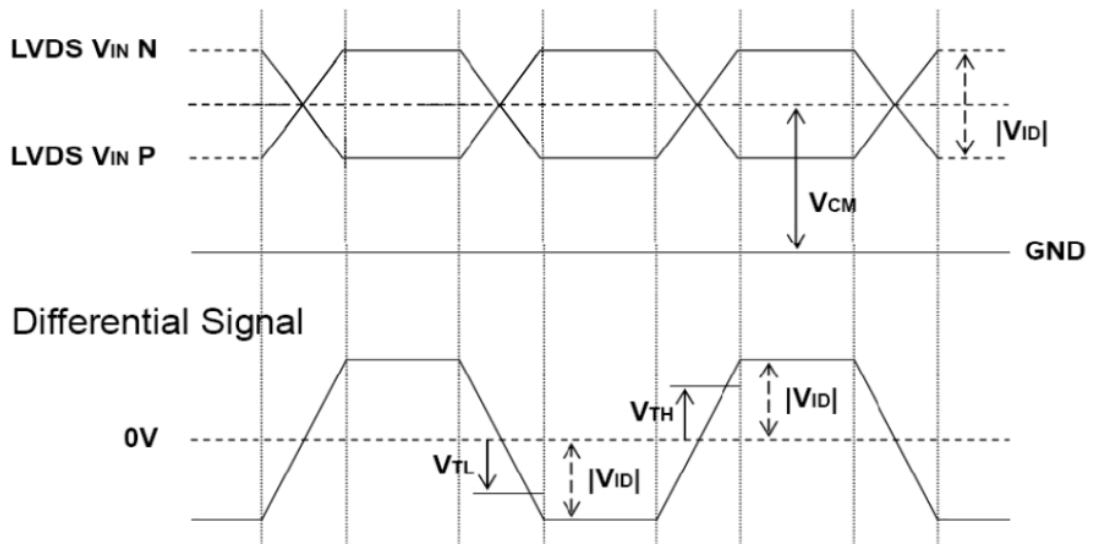 LVDS VIN N
LVDS VIN P
|VID|
VCM
GND
Differential Signal
VTH
|VID|
0V
VTL
|VID|